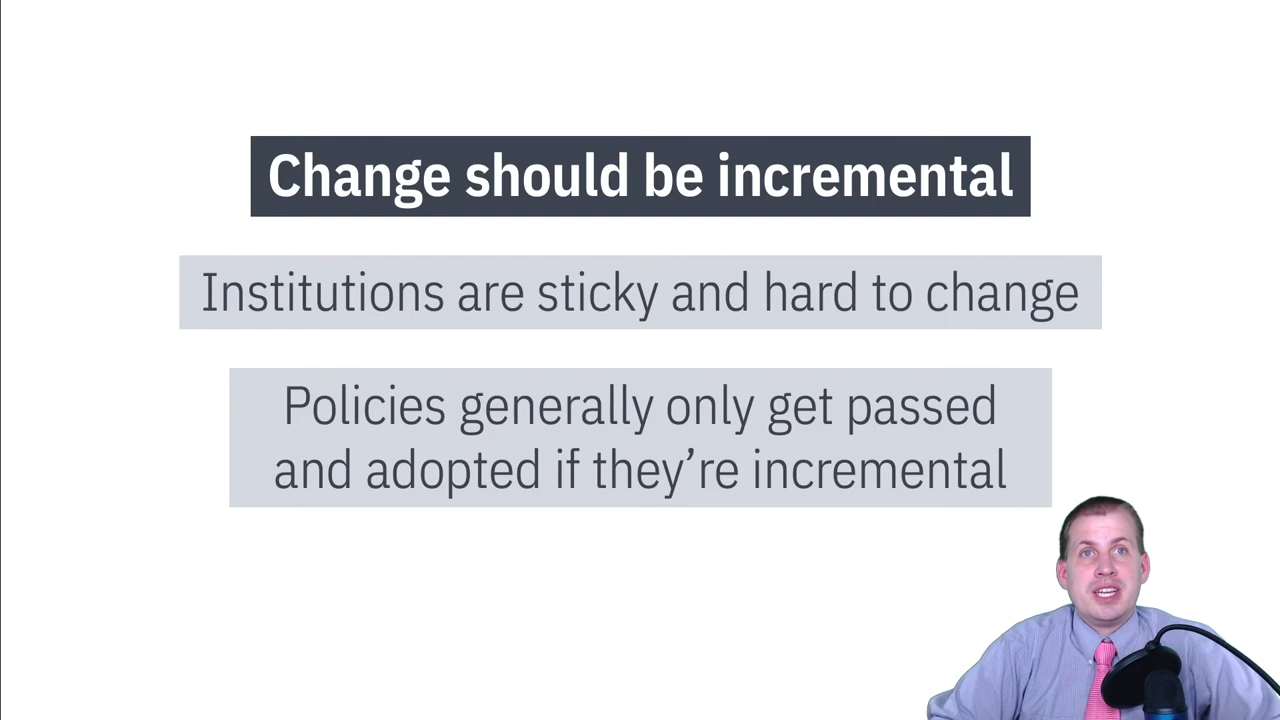 Change should be incremental
Institutions are sticky and hard to change
Policies generally only get passed
and adopted if they’re incremental